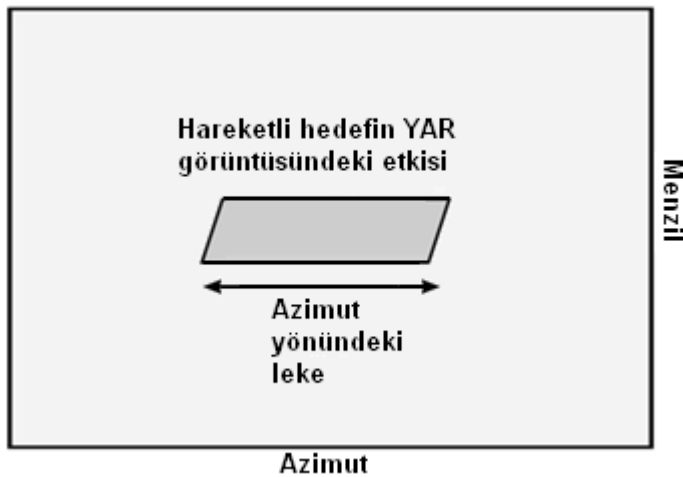 Hareketli hedefin YAR
görüntüsündeki etkisi
Menzil
Azimut
yönündeki
leke
Azimut